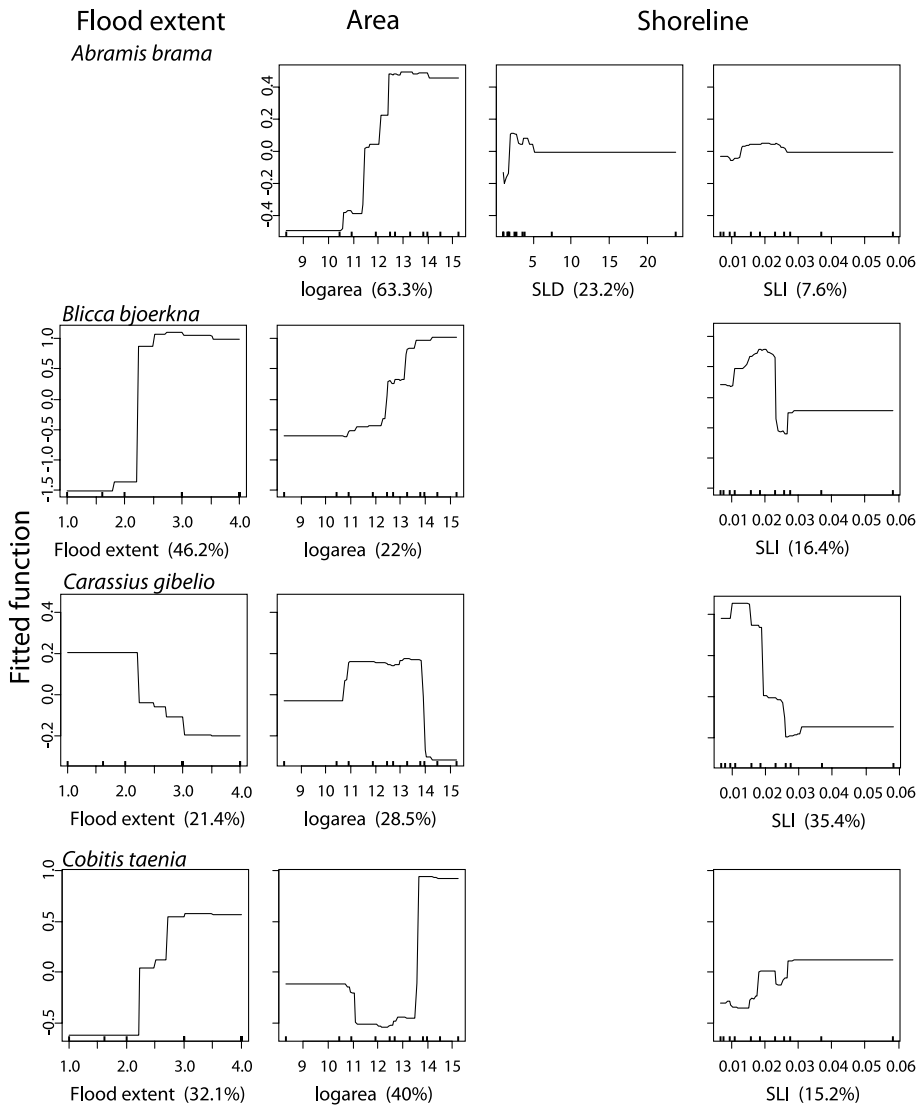 Flood extent Area Shoreline
Abramis brama
0.4
0.0
-0.2
-0.4
9 10 11 12 13 14 15
5 10 15 20
0.01 0.02 0.03 0.04 0.05 0.06
logarea (63.3%) SLD (23.2%) SLI (7.6%)
Blicca bjoerkna
1.0
0.5
0.0
-0.5
-1.0
-1.5
1.0 2.0 3.0 4.0
9 10 11 12 13 14 15
0.01 0.02 0.03 0.04 0.05 0.06
Flood extent (46.2%) logarea (22%) SLI (16.4%)
Fitted function
Carassius gibelio
0.4
0.2
0.0
-0.2
1.0 2.0 3.0 4.0
9 10 11 12 13 14 15
0.01 0.02 0.03 0.04 0.05 0.06
Flood extent (21.4%) logarea (28.5%) SLI (35.4%)
Cobitis taenia
1.0
0.5
0.0
-0.5
1.0 2.0 3.0 4.0
9 10 11 12 13 14 15
0.01 0.02 0.03 0.04 0.05 0.06
Flood extent (32.1%) logarea (40%) SLI (15.2%)